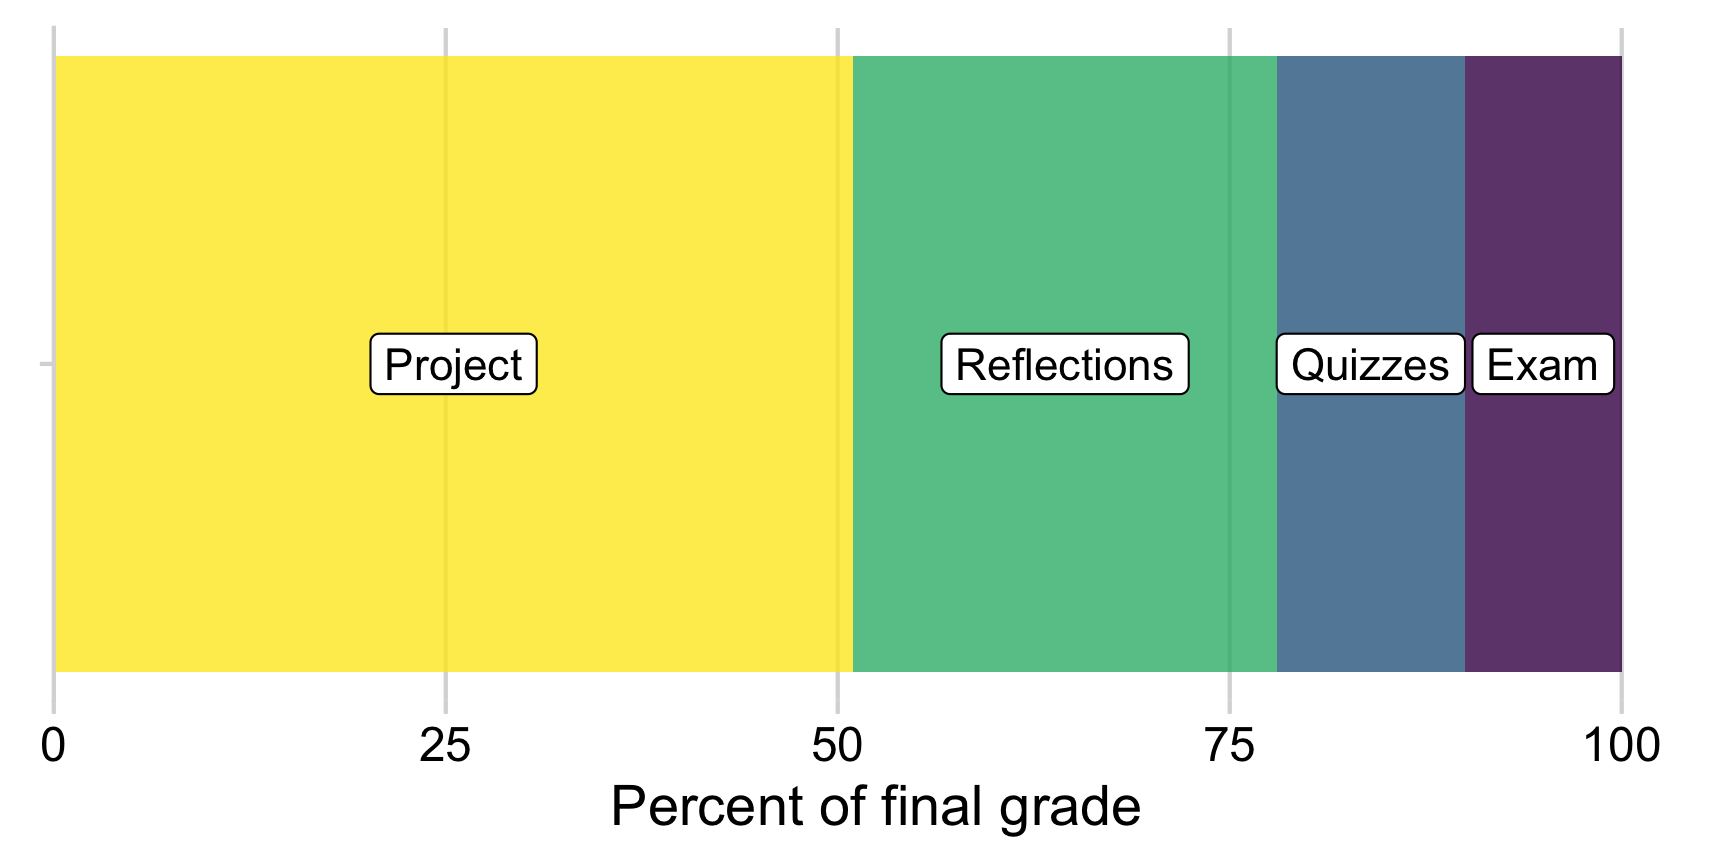 Project
Reflections
Quizzes
Exam
0 25 50 75 100
Percent of final grade